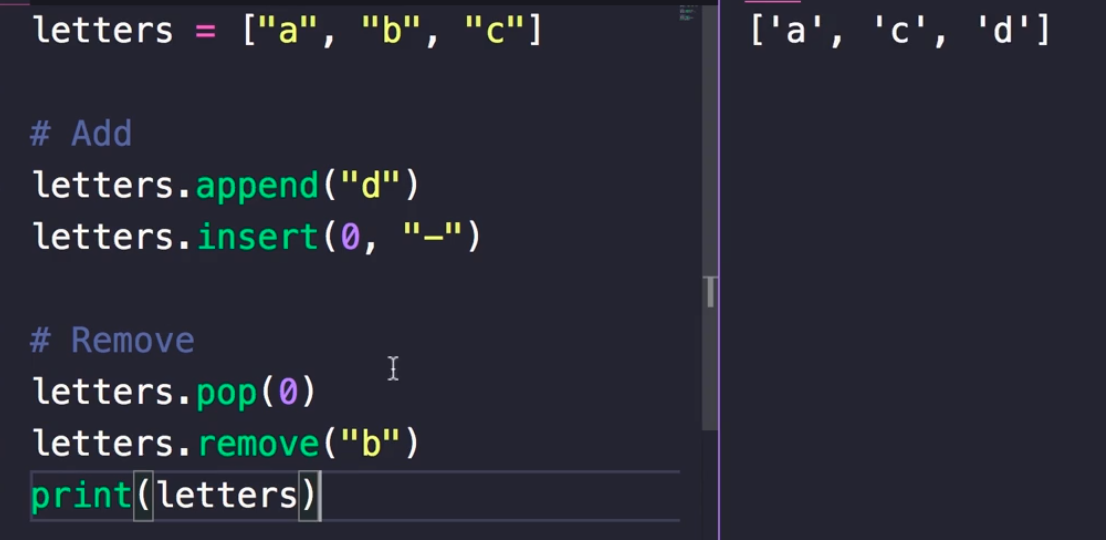 letters = ["a", "b", "c"]
# Add
letters.append("d")
letters.insert(0, "-")
# Remove
letters.pop(0)
letters.remove("b")
print(letters)
['a', 'c', 'd']